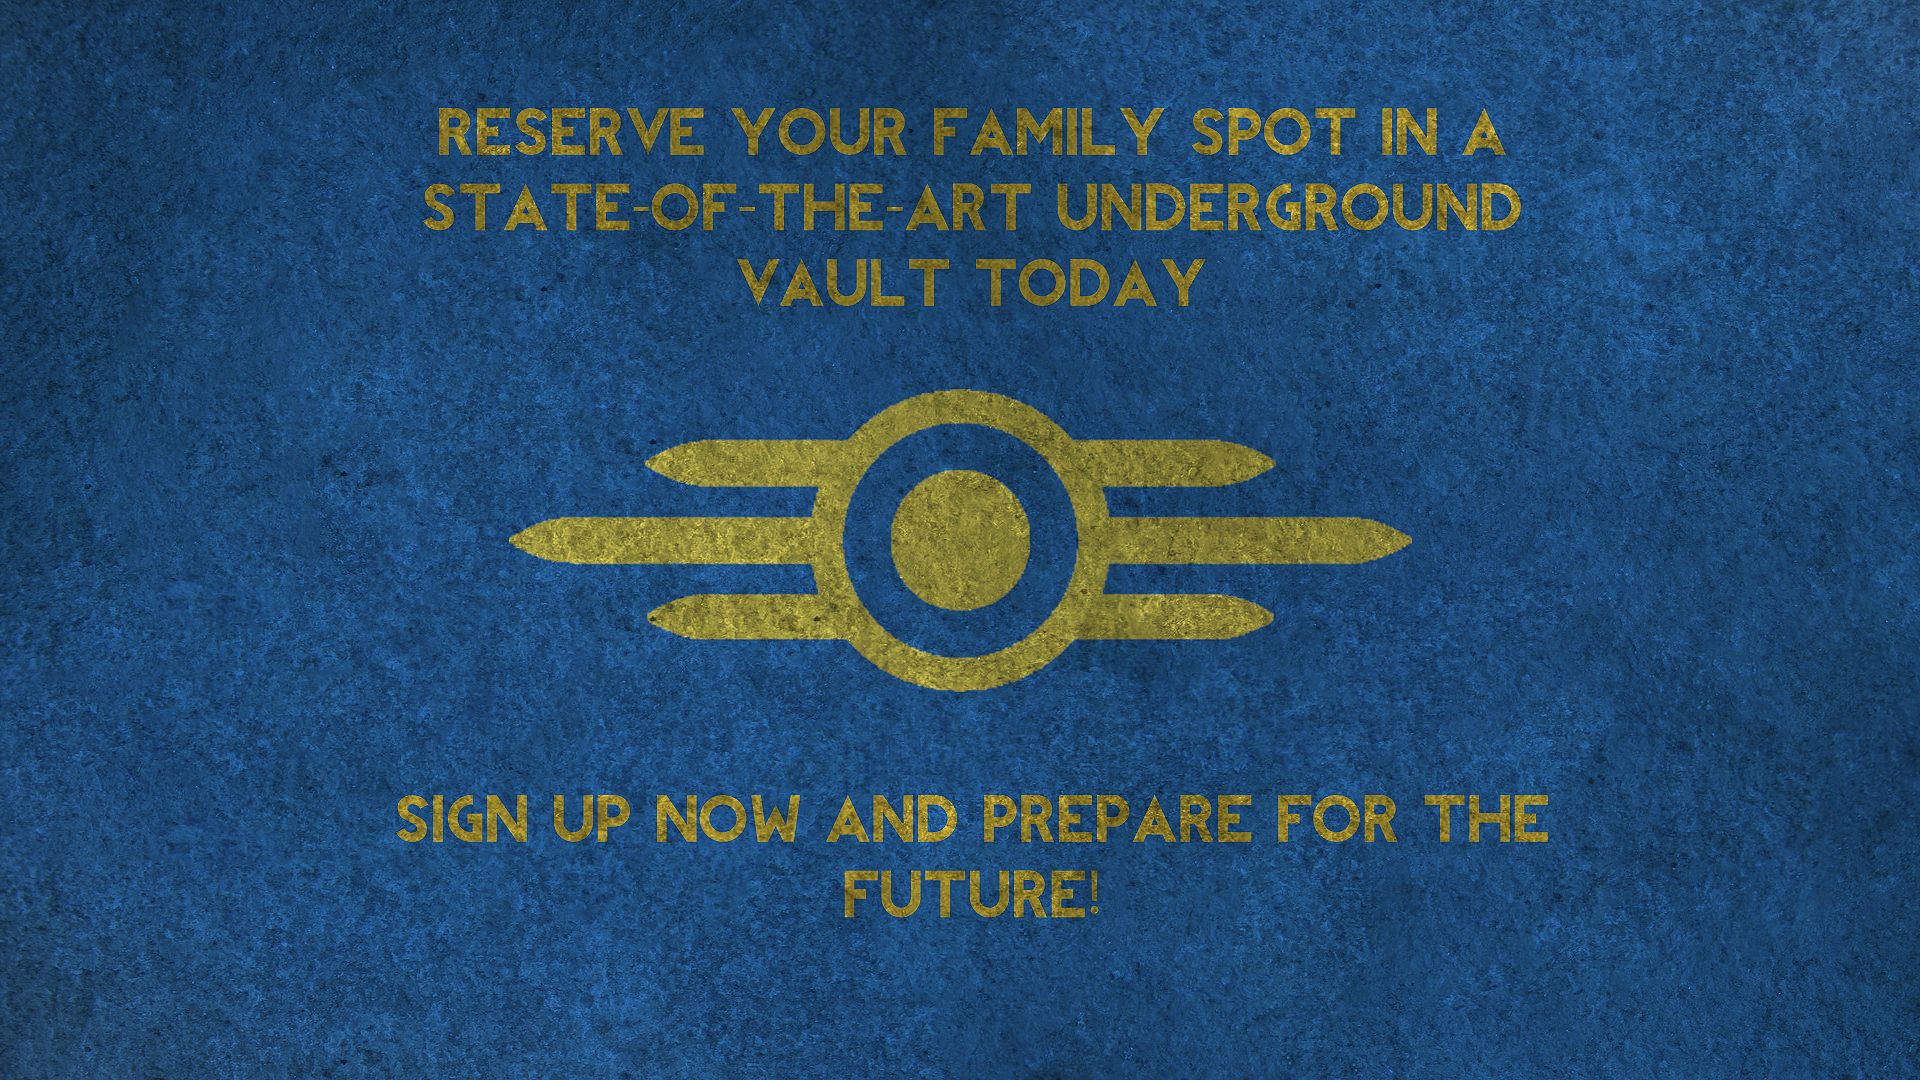 RESERVE YOUR FAMILY SPOT IN A
STATE-OF-THE-ART UNDERGROUND
VAULT TODAY
SIGN UP NOW AND PREPARE FOR THE
FUTURE!